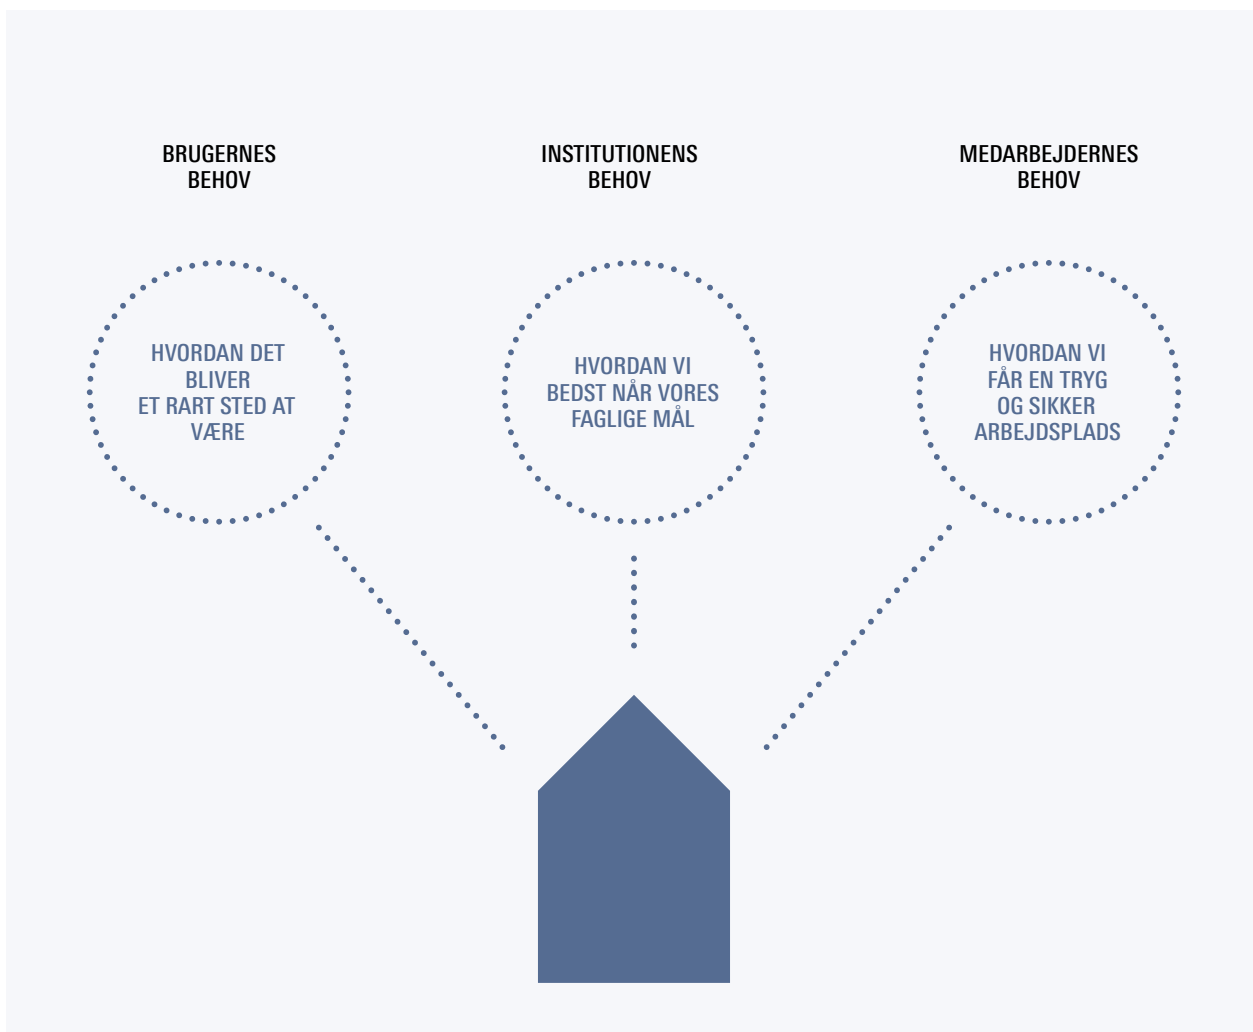 BRUGERNES
BEHOV
INSTITUTIONENS
BEHOV
MEDARBEJDERNES
BEHOV
HVORDAN DET
BLIVER
ET RART STED AT
VÆRE
HVORDAN VI
BEDST NÅR VORES
FAGLIGE MÅL
HVORDAN VI
FÅR EN TRYG
OG SIKKER
ARBEJDSPLADS